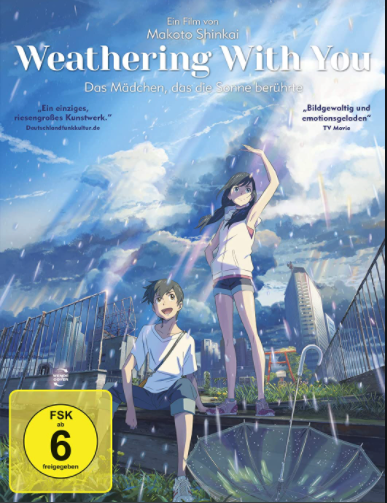 Ein Film von
Makoto Shinkai
Weathering With You
Das Mädchen, das die Sonne berührte
„Ein einziges,
riesengroßes Kunstwerk.“
Deutschlandfunkkultur.de
„Bildgewaltig und
emotionsgeladen“
TV Movie
FSK
ab
6
freigegeben